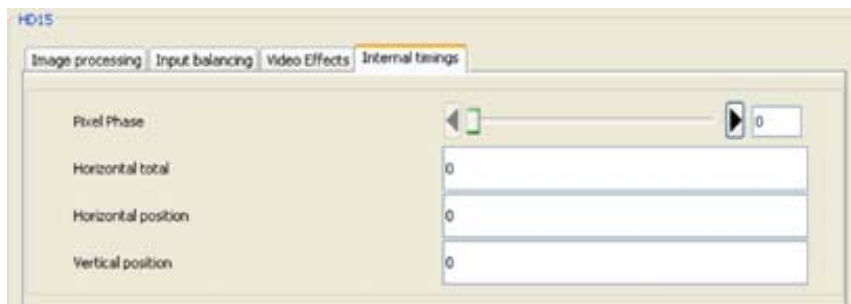 HD15
Image processing Input balancing Video Effects Internal timings
Pixel Phase 0
Horizontal total 0
Horizontal position 0
Vertical position 0